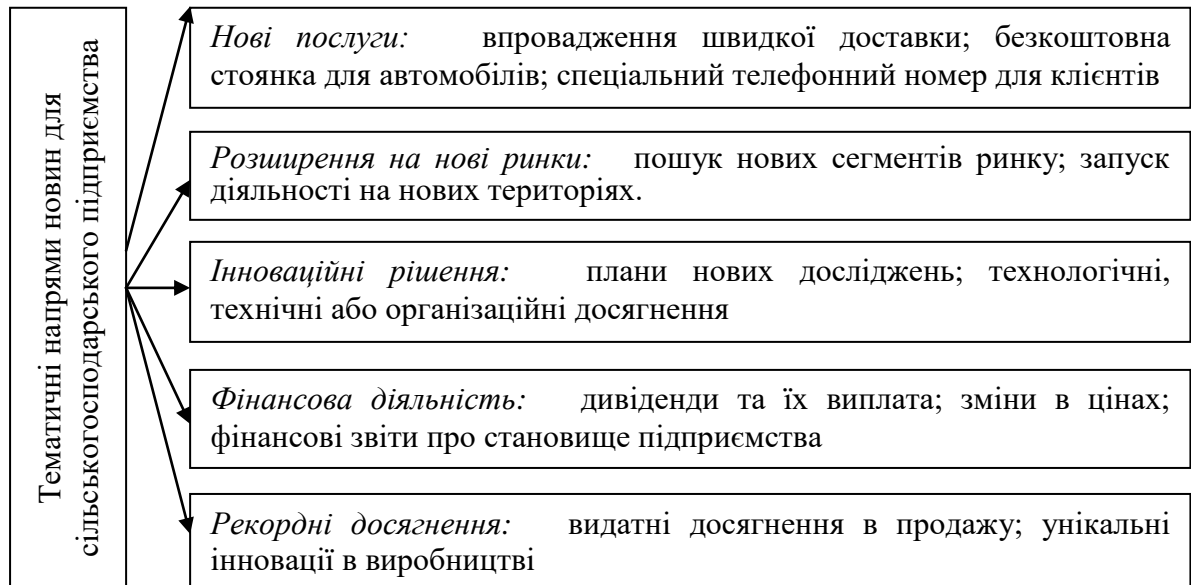 Тематичні напрями новин для
сільськогосподарського підприємства
Нові послуги: впровадження швидкої доставки; безкоштовна
стоянка для автомобілів; спеціальний телефонний номер для клієнтів
Розширення на нові ринки: пошук нових сегментів ринку; запуск
діяльності на нових територіях.
Інноваційні рішення: плани нових досліджень; технологічні,
технічні або організаційні досягнення
Фінансова діяльність: дивіденди та їх виплата; зміни в цінах;
фінансові звіти про становище підприємства
Рекордні досягнення: видатні досягнення в продажу; унікальні
інновації в виробництві